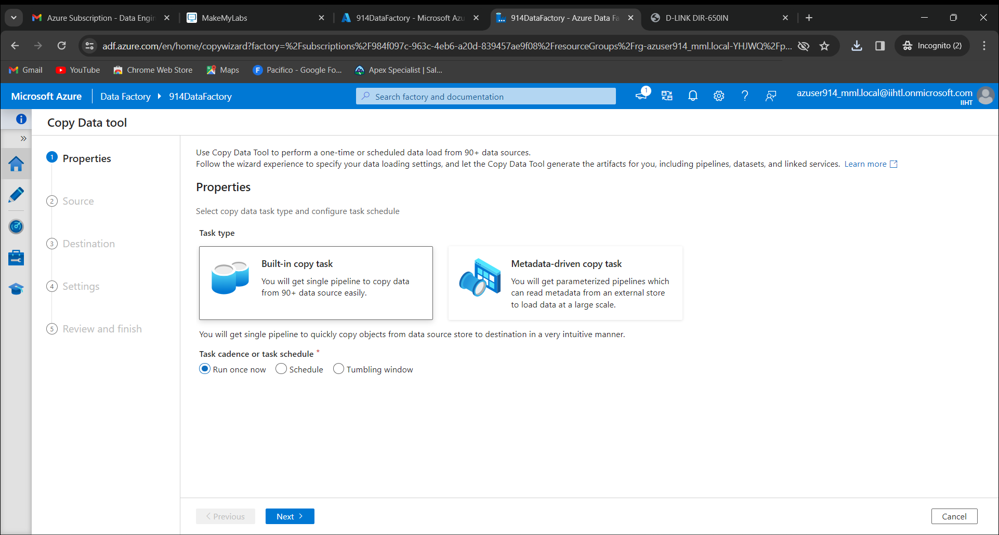 Azure Subscription - Data Engin
MakeMyLabs
914DataFactory - Microsoft Azu
914DataFactory - Azure Data Fa
D-LINK DIR-650IN
adf.azure.com/en/home/copywizard?factory=%2Fsubscriptions%2F984f097c-963c-4eb6-a20d-839457ae9f08%2FresourceGroups%2Frg-azuser914_mml.local-YHJWQ%2Fp...
Incognito (2)
Gmail
YouTube
Chrome Web Store
Maps
F
Pacifico - Google Fo...
Apex Specialist | Sal...
Microsoft Azure
Data Factory
914DataFactory
Search factory and documentation
1
azuser914_mml.local@iihtl.onmicrosoft.com
IIHT
Copy Data tool
1 Properties
2 Source
3 Destination
4 Settings
5 Review and finish
Use Copy Data Tool to perform a one-time or scheduled data load from 90+ data sources.
Follow the wizard experience to specify your data loading settings, and let the Copy Data Tool generate the artifacts for you, including pipelines, datasets, and linked services. Learn more
Properties
Select copy data task type and configure task schedule
Task type
Built-in copy task
You will get single pipeline to copy data
from 90+ data source easily.
Metadata-driven copy task
You will get parameterized pipelines which
can read metadata from an external store
to load data at a large scale.
You will get single pipeline to quickly copy objects from data source store to destination in a very intuitive manner.
Task cadence or task schedule *
Run once now
Schedule
Tumbling window
Previous
Next
Cancel